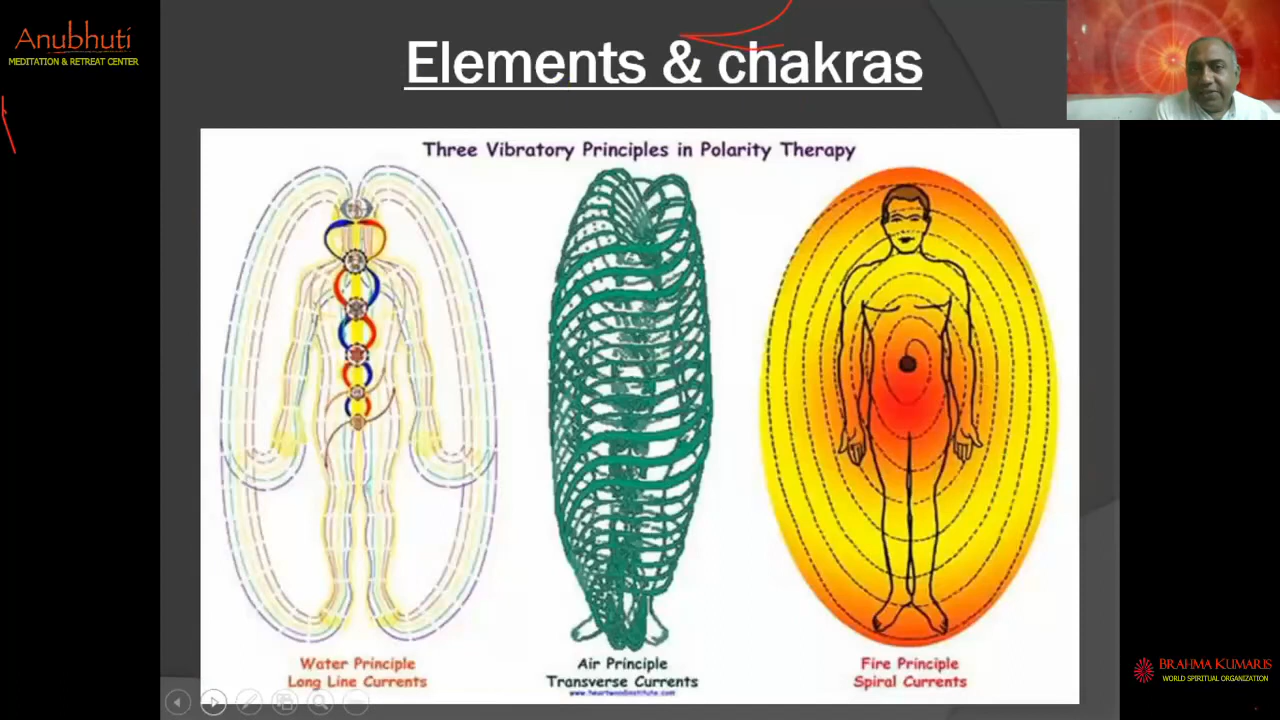 Anubhuti
MEDITATION & RETREAT CENTER
Elements & chakras
Three Vibratory Principles in Polarity Therapy
Water Principle
Long Line Currents
Air Principle
Transverse Currents
www.heartwoodinstitute.com
Fire Principle
Spiral Currents
BRAHMA KUMARIS
WORLD SPIRITUAL ORGANIZATION